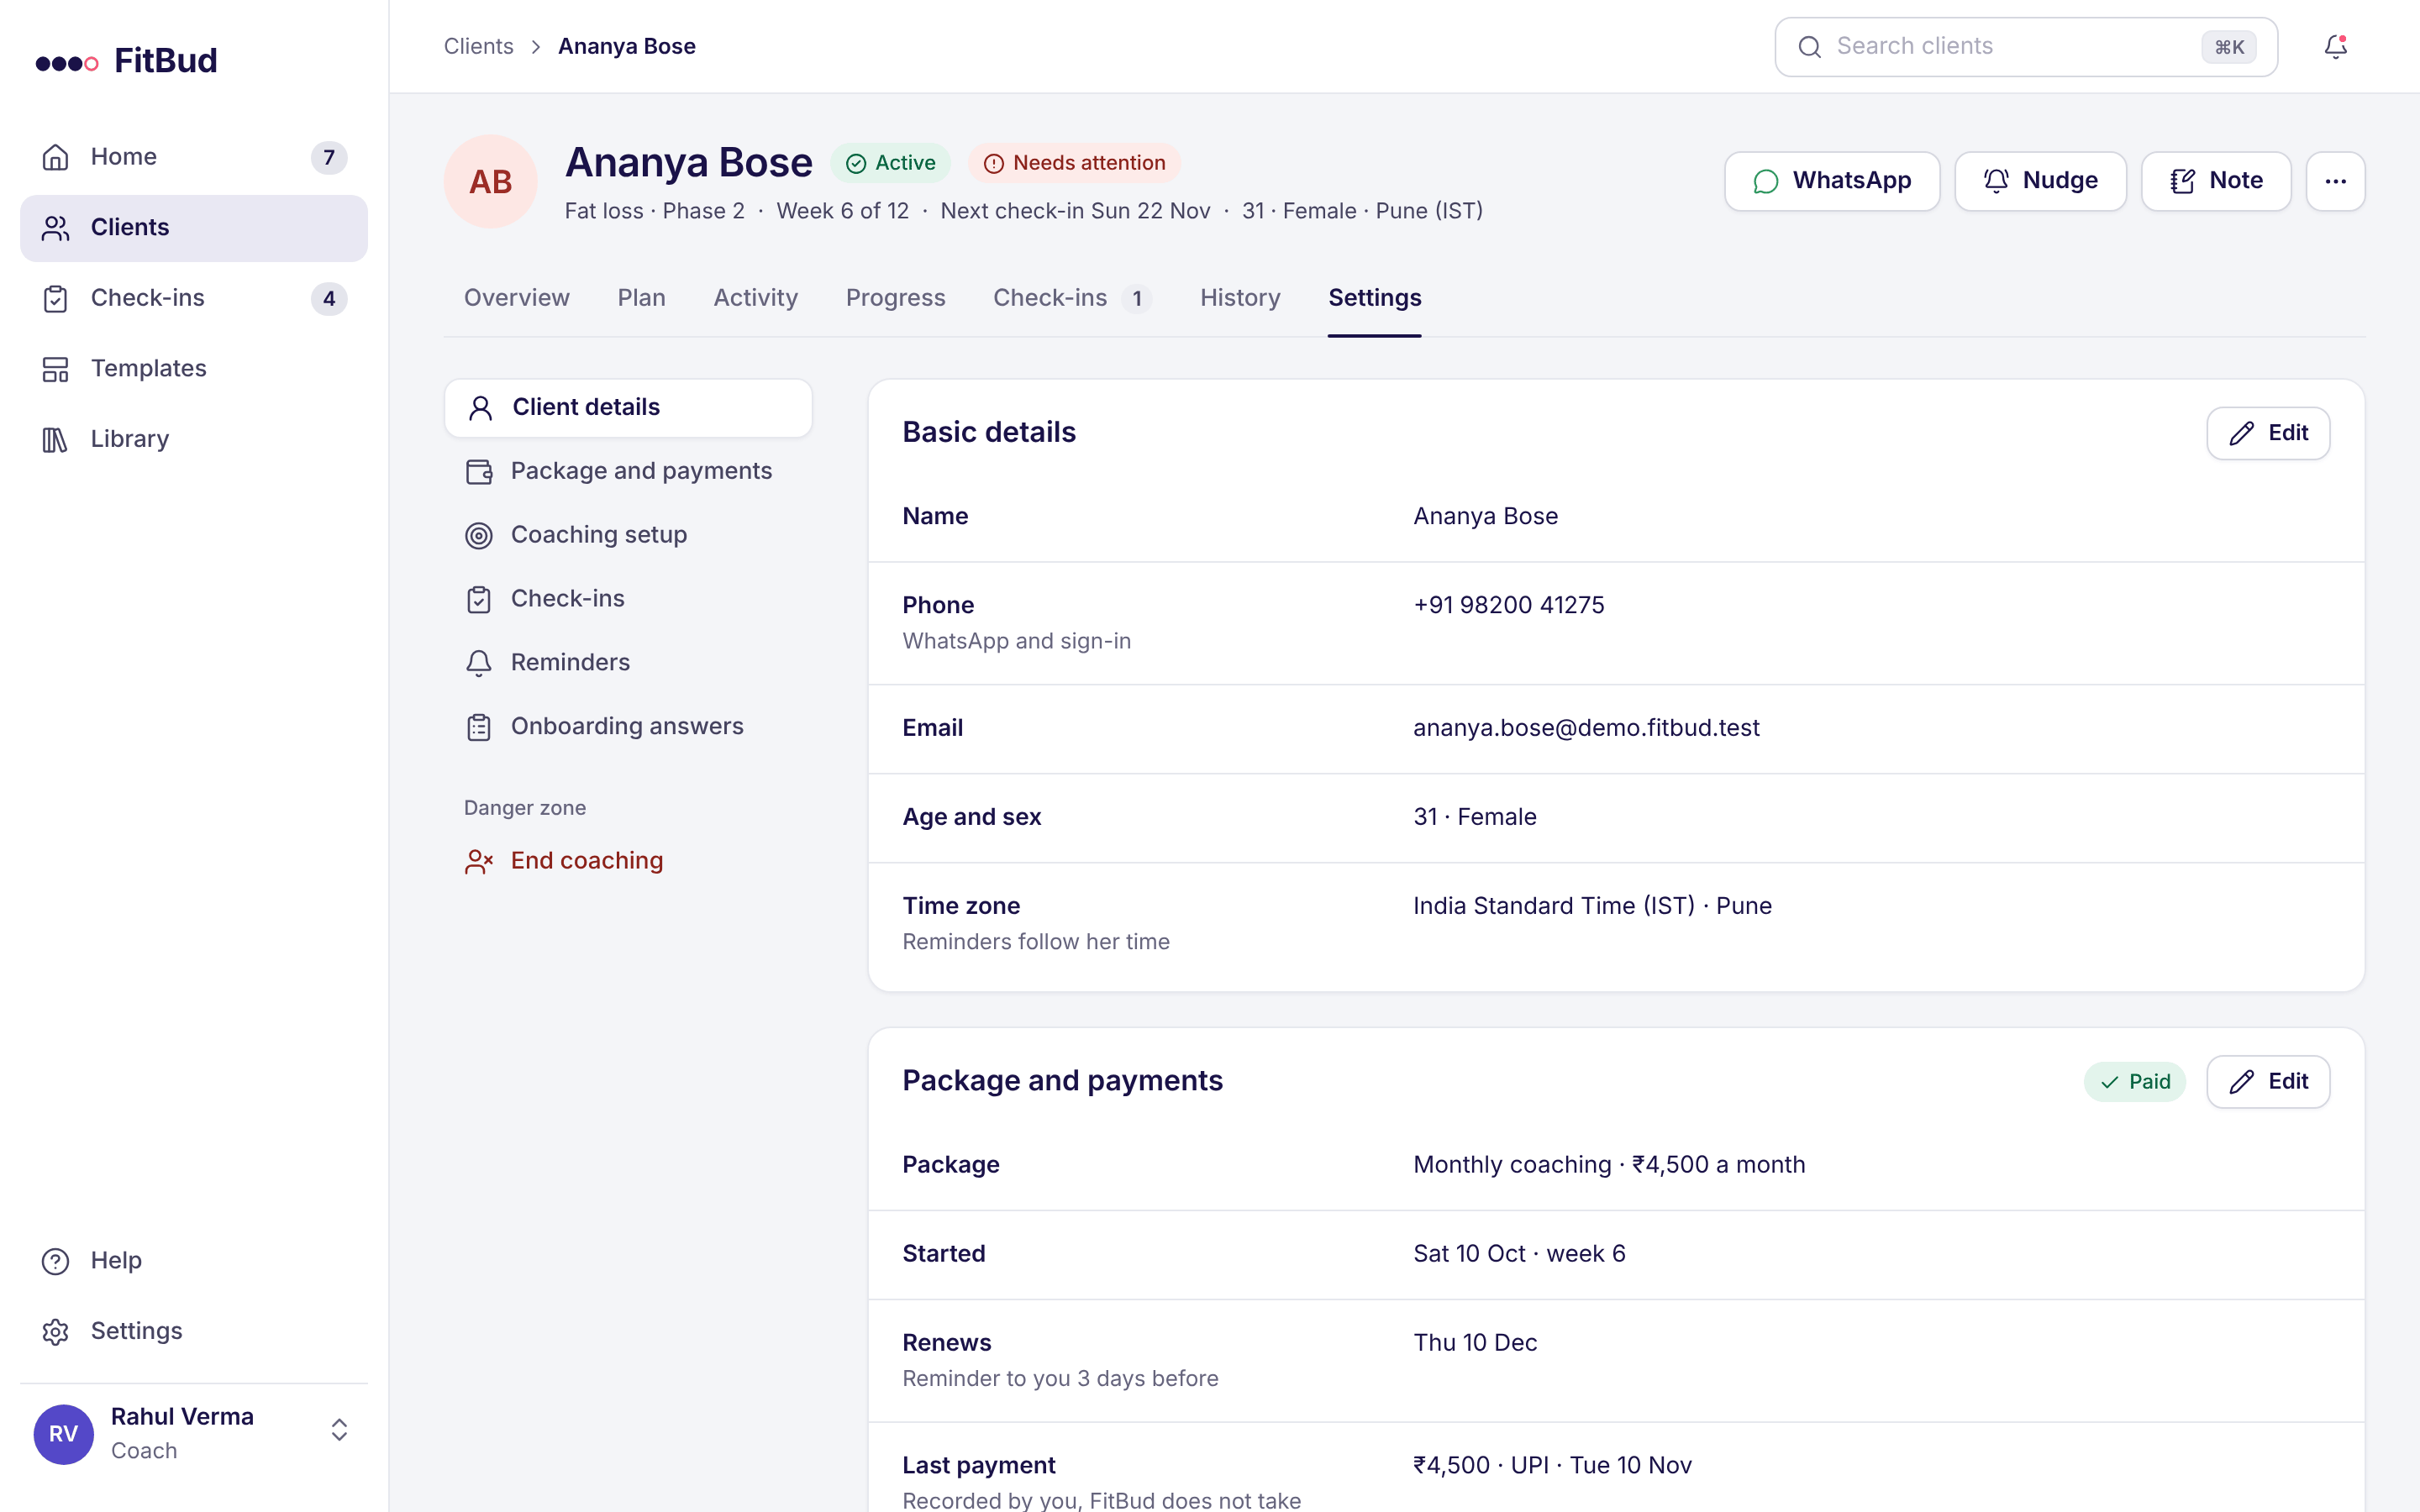 FitBud
Home 7
Clients
Check-ins 4
Templates
Library
Help
Settings
RV
Rahul Verma
Coach
Clients > Ananya Bose
Search clients ⌘K
AB
Ananya Bose
Active
Needs attention
Fat loss · Phase 2 · Week 6 of 12 · Next check-in Sun 22 Nov · 31 · Female · Pune (IST)
WhatsApp
Nudge
Note
Overview
Plan
Activity
Progress
Check-ins 1
History
Settings
Client details
Package and payments
Coaching setup
Check-ins
Reminders
Onboarding answers
Danger zone
End coaching
Basic details
Edit
Name
Ananya Bose
Phone
+91 98200 41275
WhatsApp and sign-in
Email
ananya.bose@demo.fitbud.test
Age and sex
31 · Female
Time zone
India Standard Time (IST) · Pune
Reminders follow her time
Package and payments
Paid
Edit
Package
Monthly coaching · ₹4,500 a month
Started
Sat 10 Oct · week 6
Renews
Thu 10 Dec
Reminder to you 3 days before
Last payment
₹4,500 · UPI · Tue 10 Nov
Recorded by you, FitBud does not take